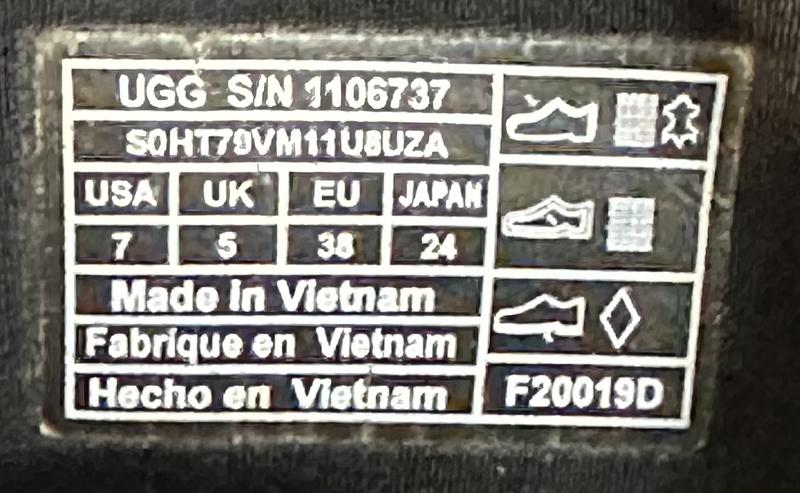 UGG S/N 1106737
S0HT79VM11U8UZA
USA UK EU JAPAN
7 5 38 24
Made in Vietnam
Fabrique en Vietnam
Hecho en Vietnam
F20019D